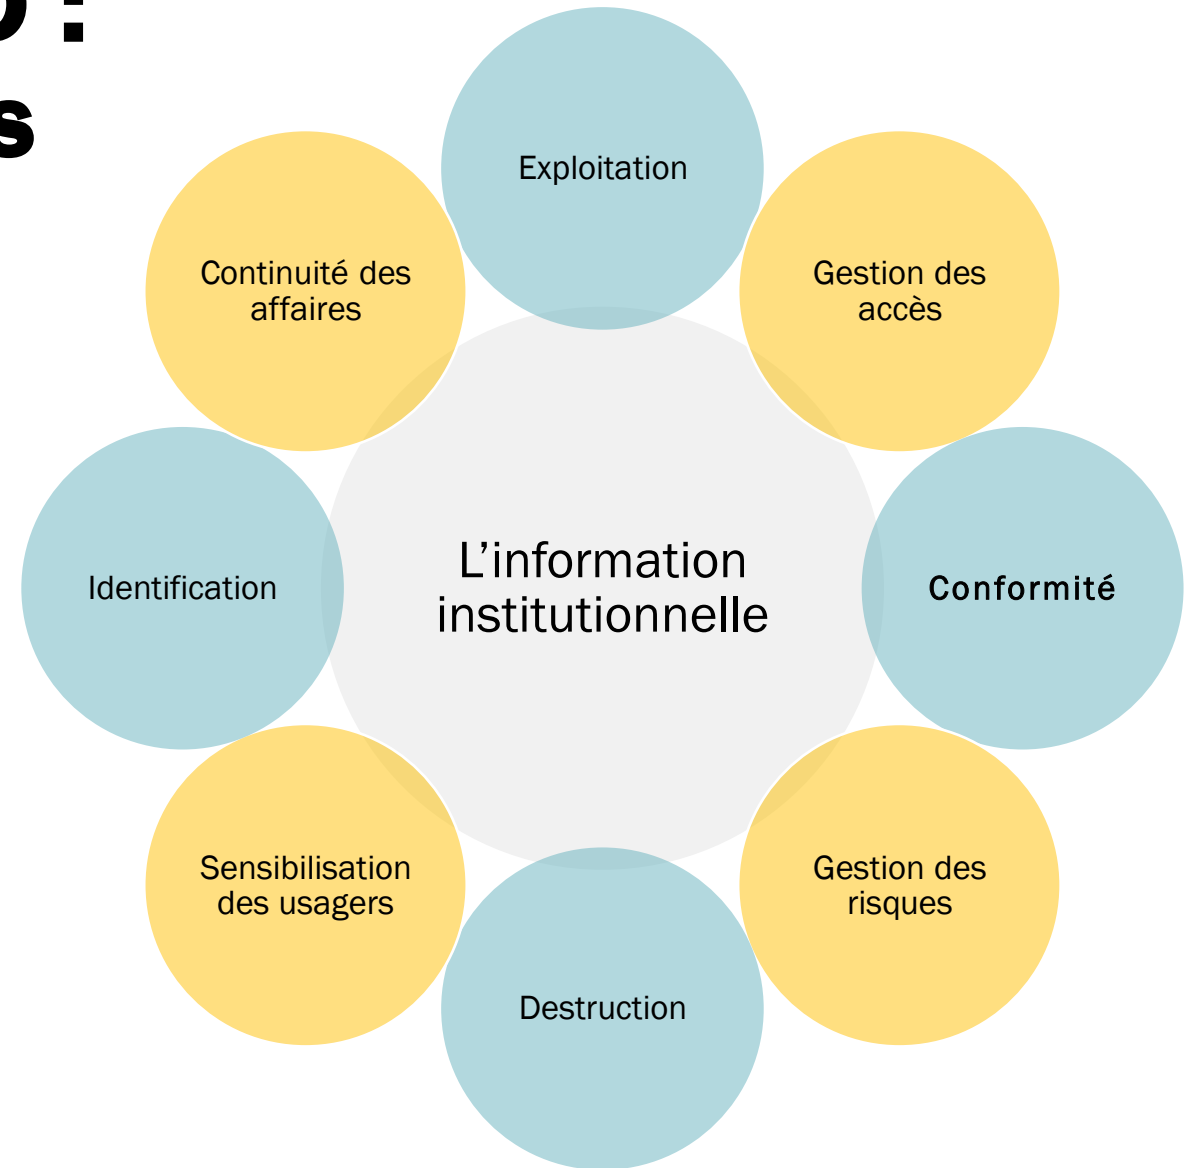 Exploitation
Continuité des
affaires
Gestion des
accès
Identification
L’information
institutionnelle
Conformité
Sensibilisation
des usagers
Gestion des
risques
Destruction